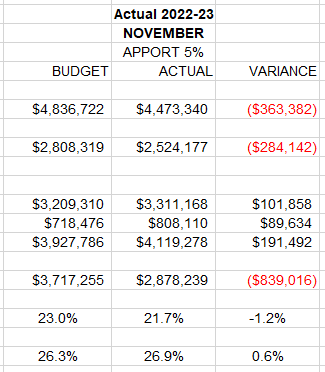 Actual 2022-23
NOVEMBER
APPORT 5%
BUDGET ACTUAL VARIANCE
$4,836,722 $4,473,340 ($363,382)
$2,808,319 $2,524,177 ($284,142)
$3,209,310 $3,311,168 $101,858
$718,476 $808,110 $89,634
$3,927,786 $4,119,278 $191,492
$3,717,255 $2,878,239 ($839,016)
23.0% 21.7% -1.2%
26.3% 26.9% 0.6%